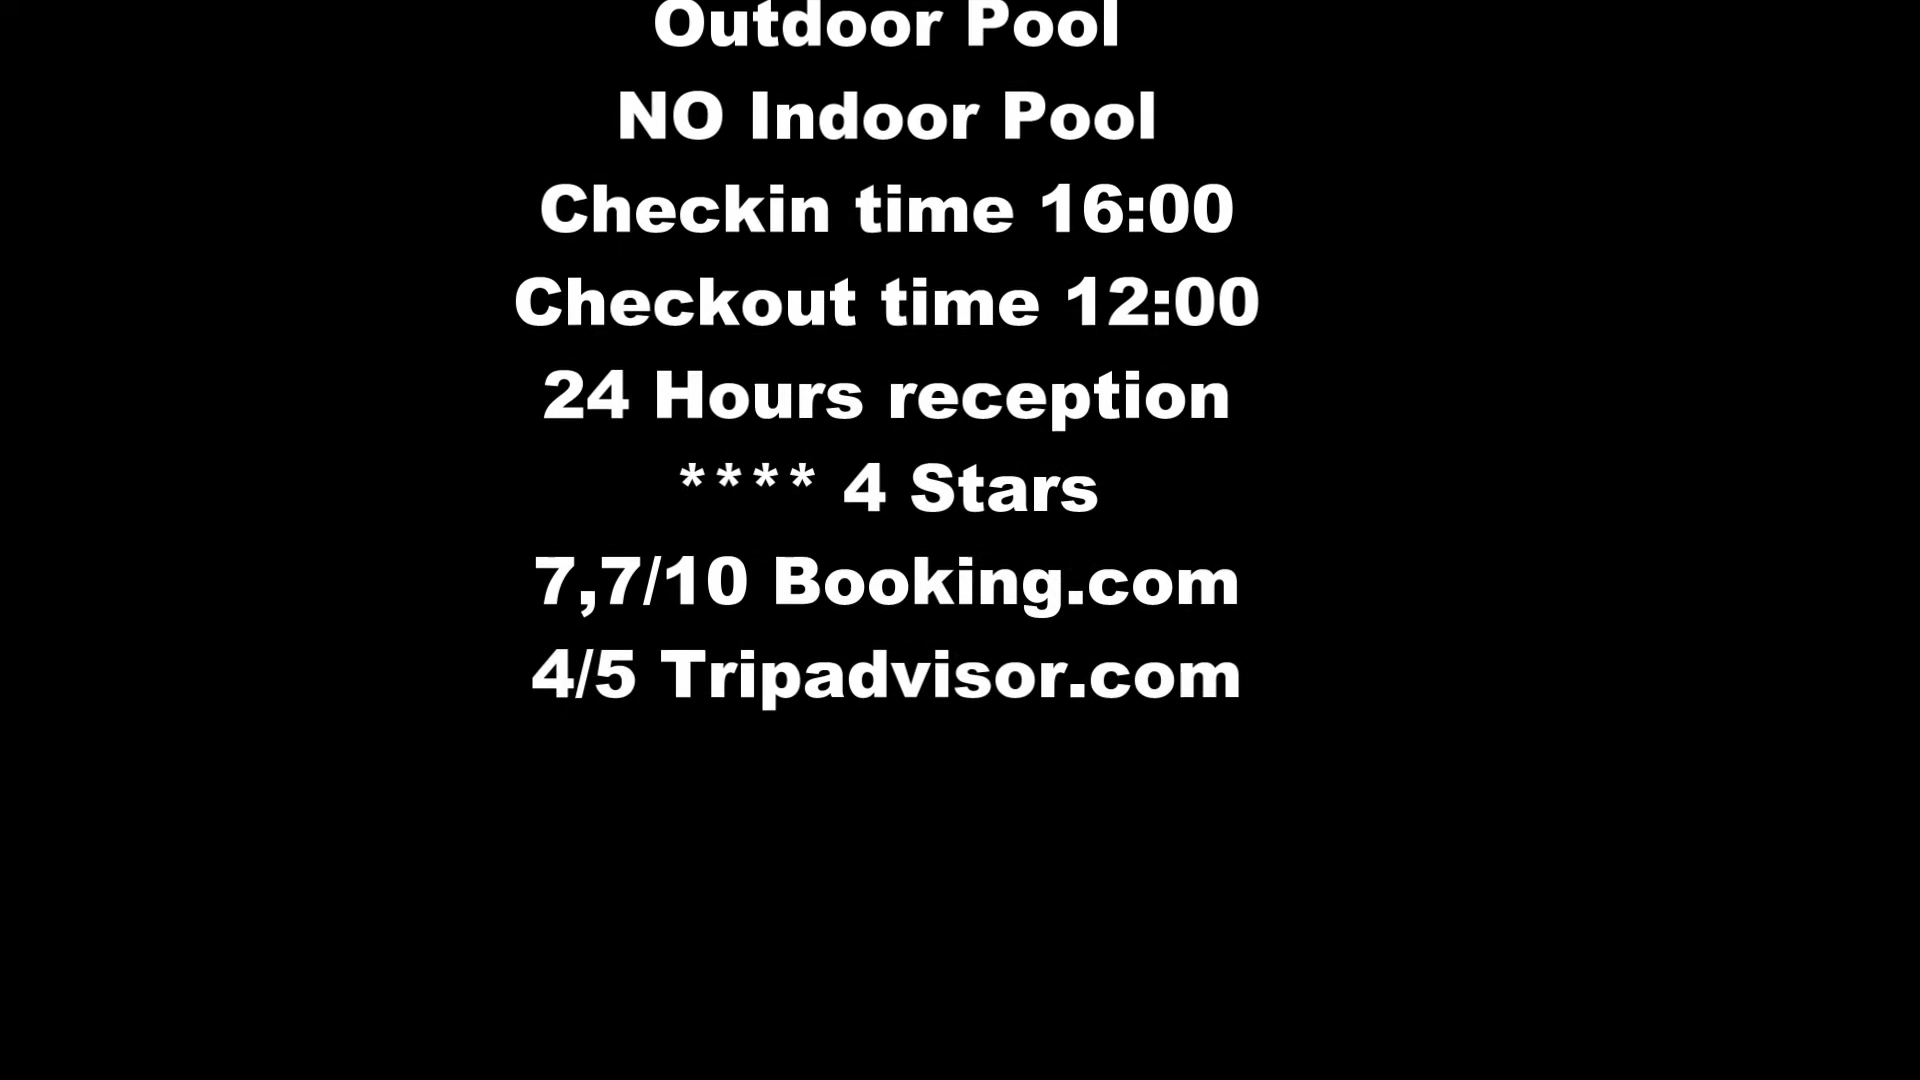 Outdoor Pool
NO Indoor Pool
Checkin time 16:00
Checkout time 12:00
24 Hours reception
**** 4 Stars
7,7/10 Booking.com
4/5 Tripadvisor.com